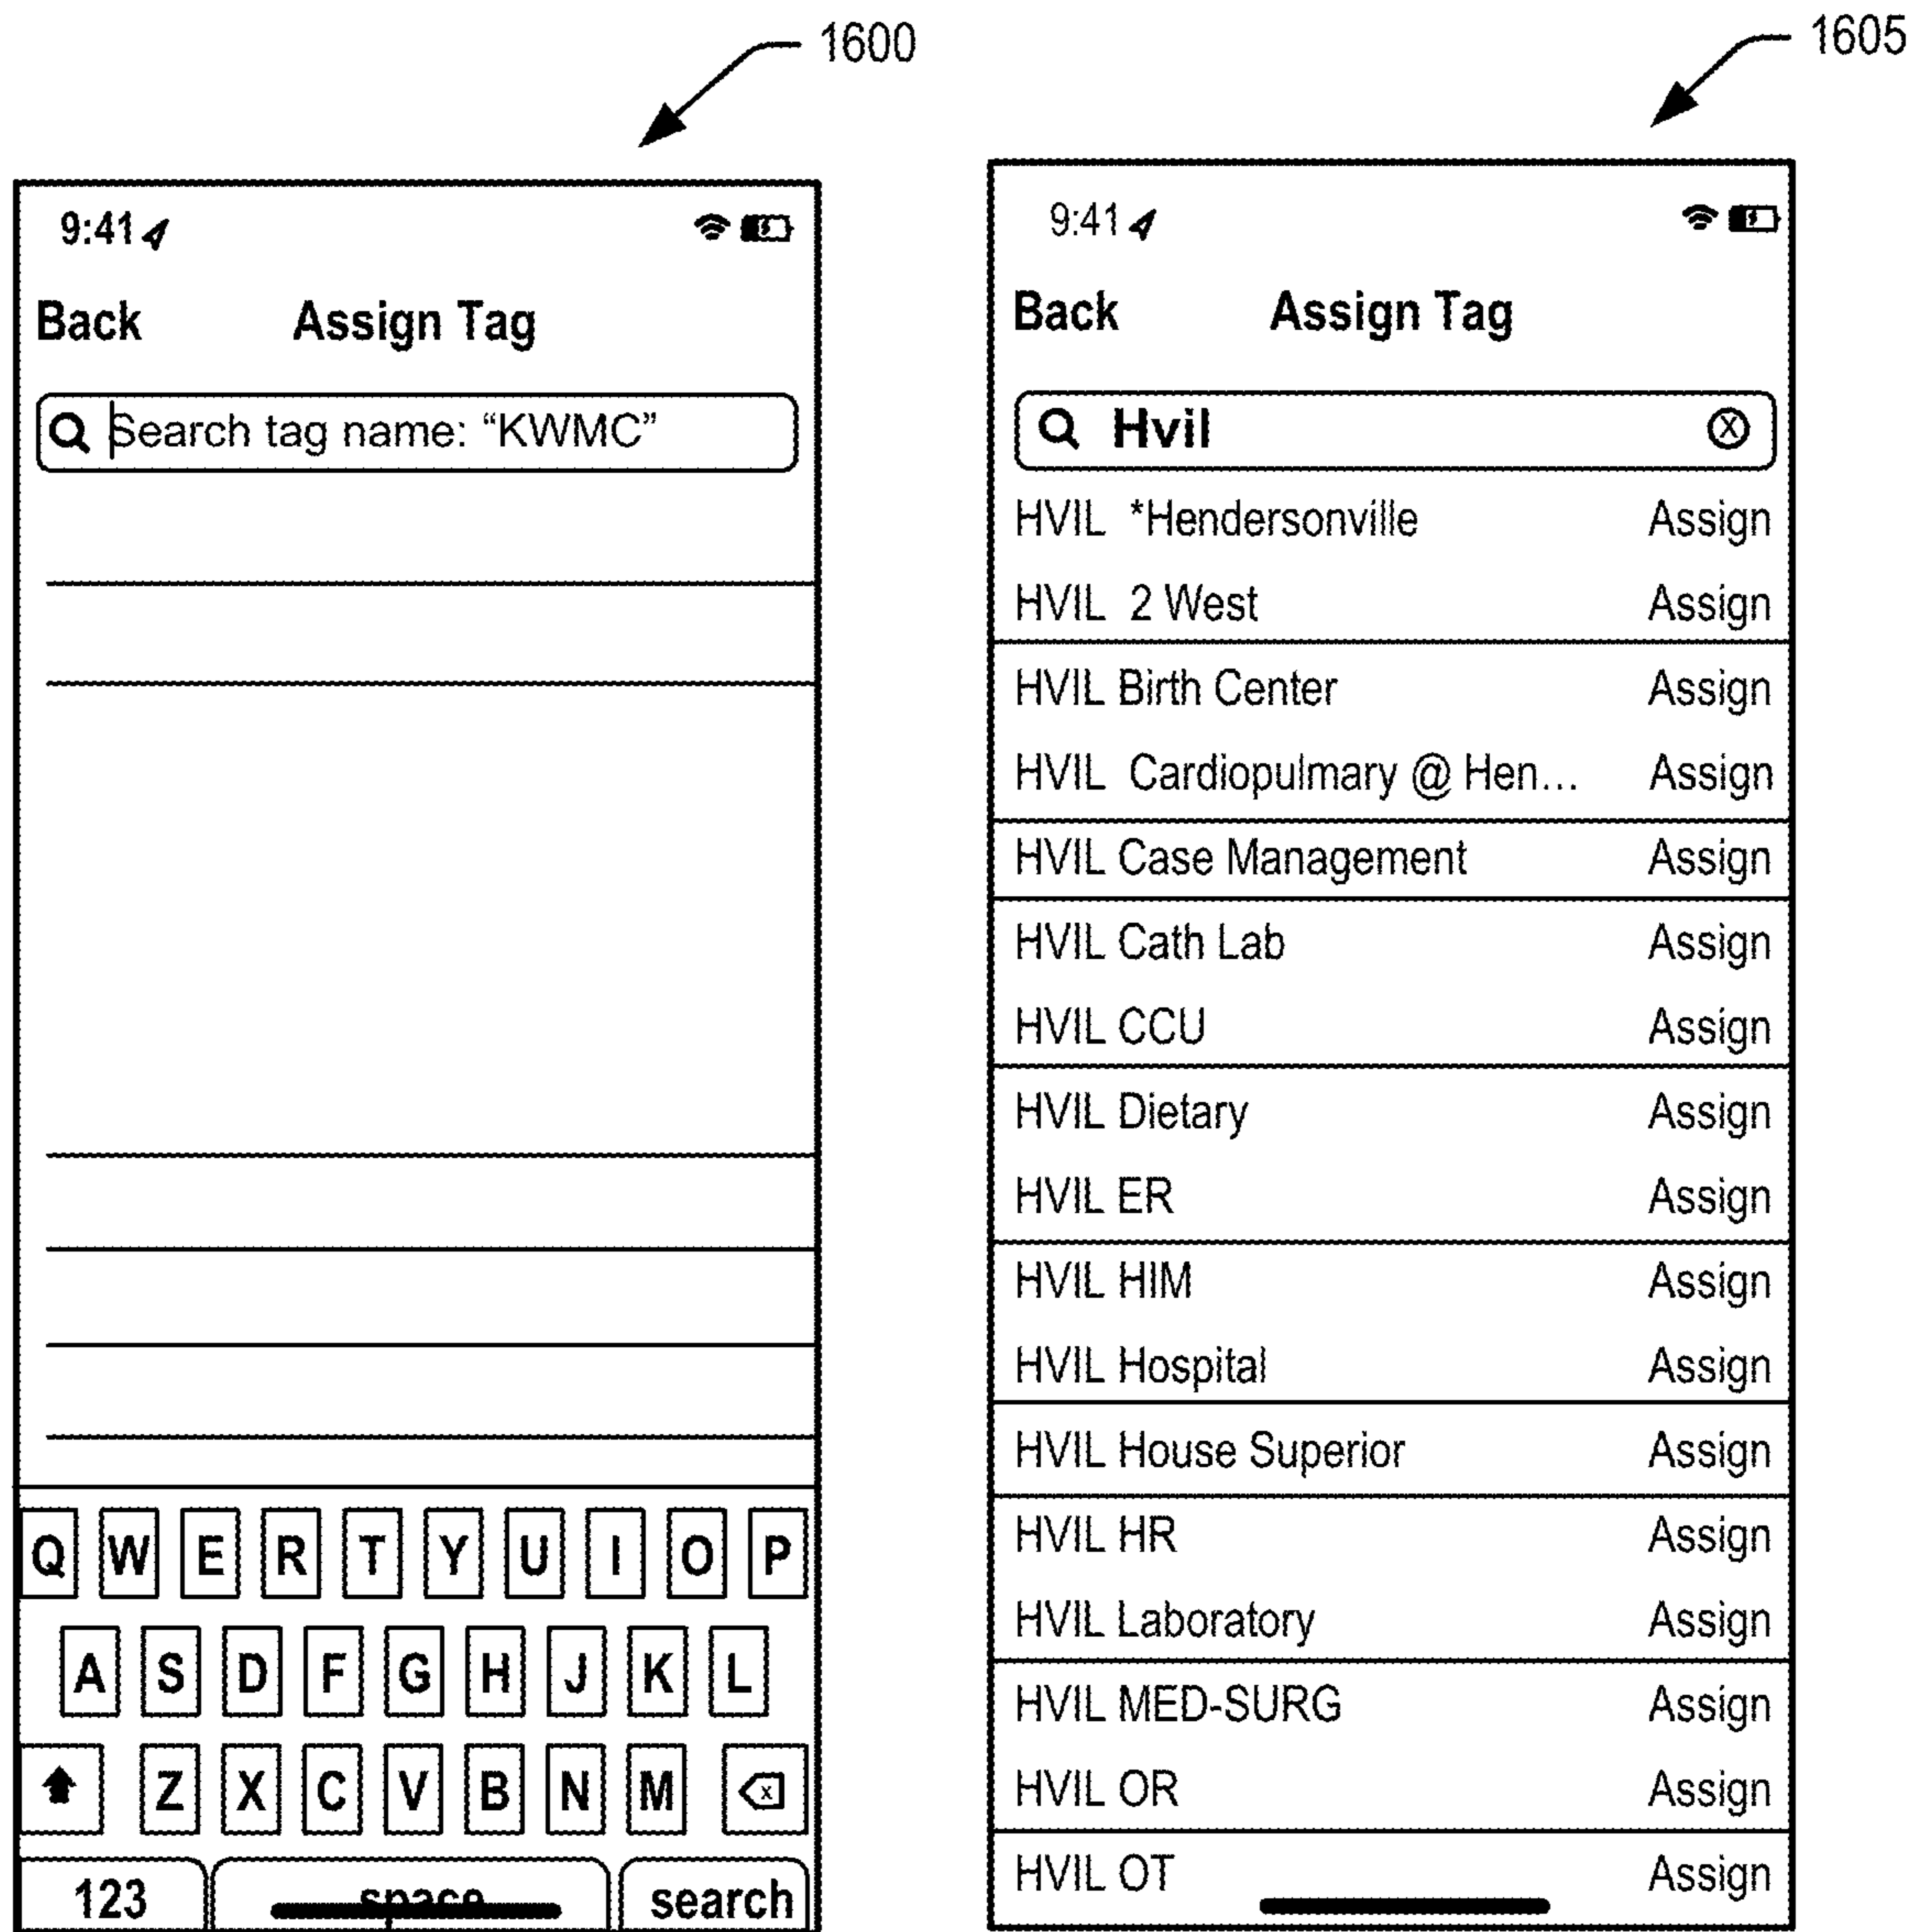 1600
9:41
Back Assign Tag
Search tag name: “KWMC”
Q W E R T Y U I O P
A S D F G H J K L
Z X C V B N M
123 space search
1605
9:41
Back Assign Tag
Hvil
HVIL *Hendersonville Assign
HVIL 2 West Assign
HVIL Birth Center Assign
HVIL Cardiopulmary @ Hen... Assign
HVIL Case Management Assign
HVIL Cath Lab Assign
HVIL CCU Assign
HVIL Dietary Assign
HVIL ER Assign
HVIL HIM Assign
HVIL Hospital Assign
HVIL House Superior Assign
HVIL HR Assign
HVIL Laboratory Assign
HVIL MED-SURG Assign
HVIL OR Assign
HVIL OT Assign